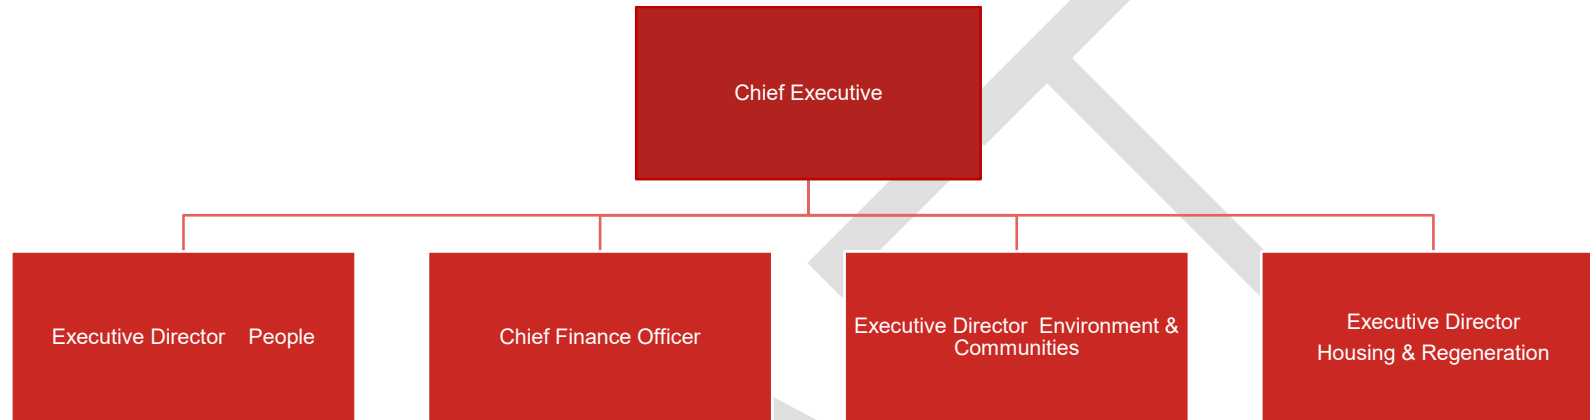 Chief Executive
Executive Director People
Chief Finance Officer
Executive Director Environment &
Communities
Executive Director
Housing & Regeneration